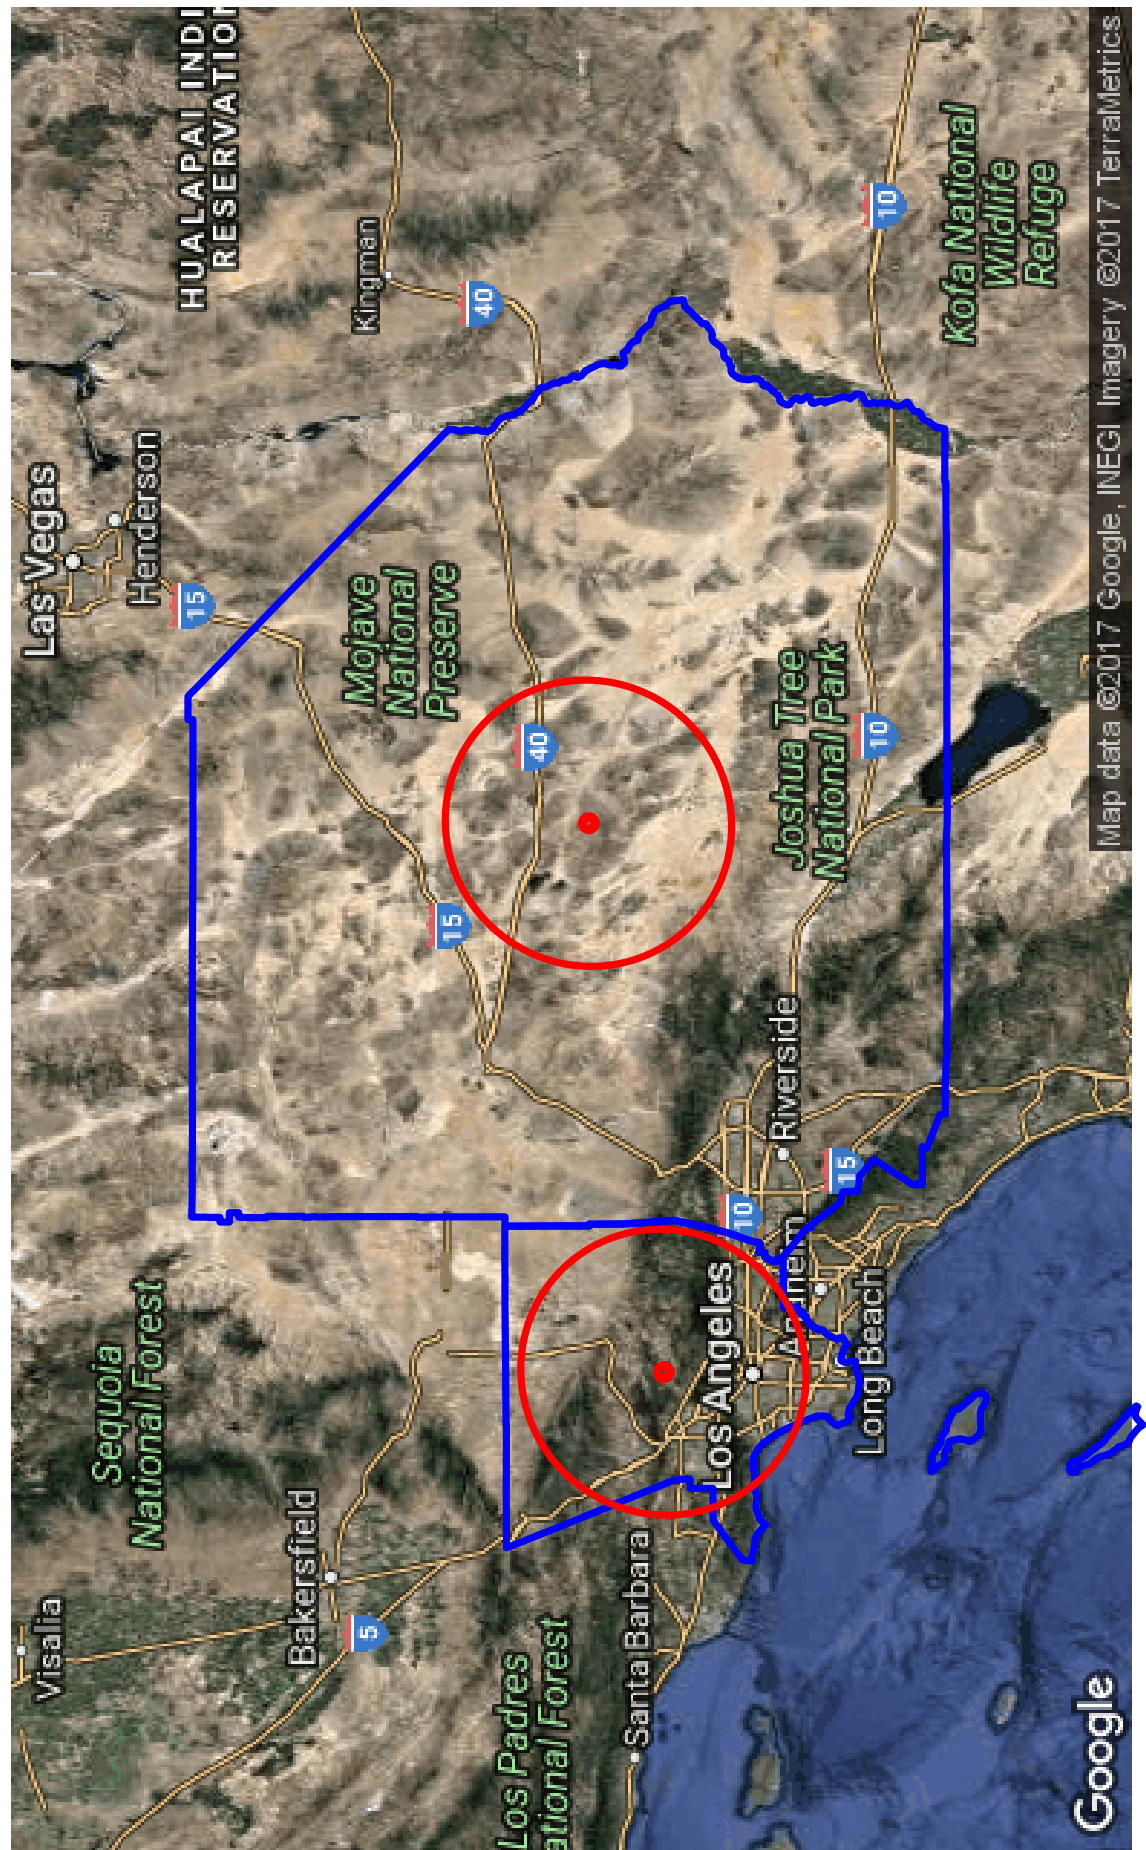 Visalia
Bakersfield
5
Sequoia
National Forest
Los Padres
ational Forest
Santa Barbara
Las Vegas
Henderson
15
HUALAPAI INDI
RESERVATION
Kingman
40
Mojave
National
Preserve
40
15
Los Angeles
Anaheim
Long Beach
10
15
Riverside
Joshua Tree
National Park
10
10
Kofa National
Wildlife
Refuge
Google
Map data ©2017 Google, INEGI Imagery ©2017 TerraMetrics